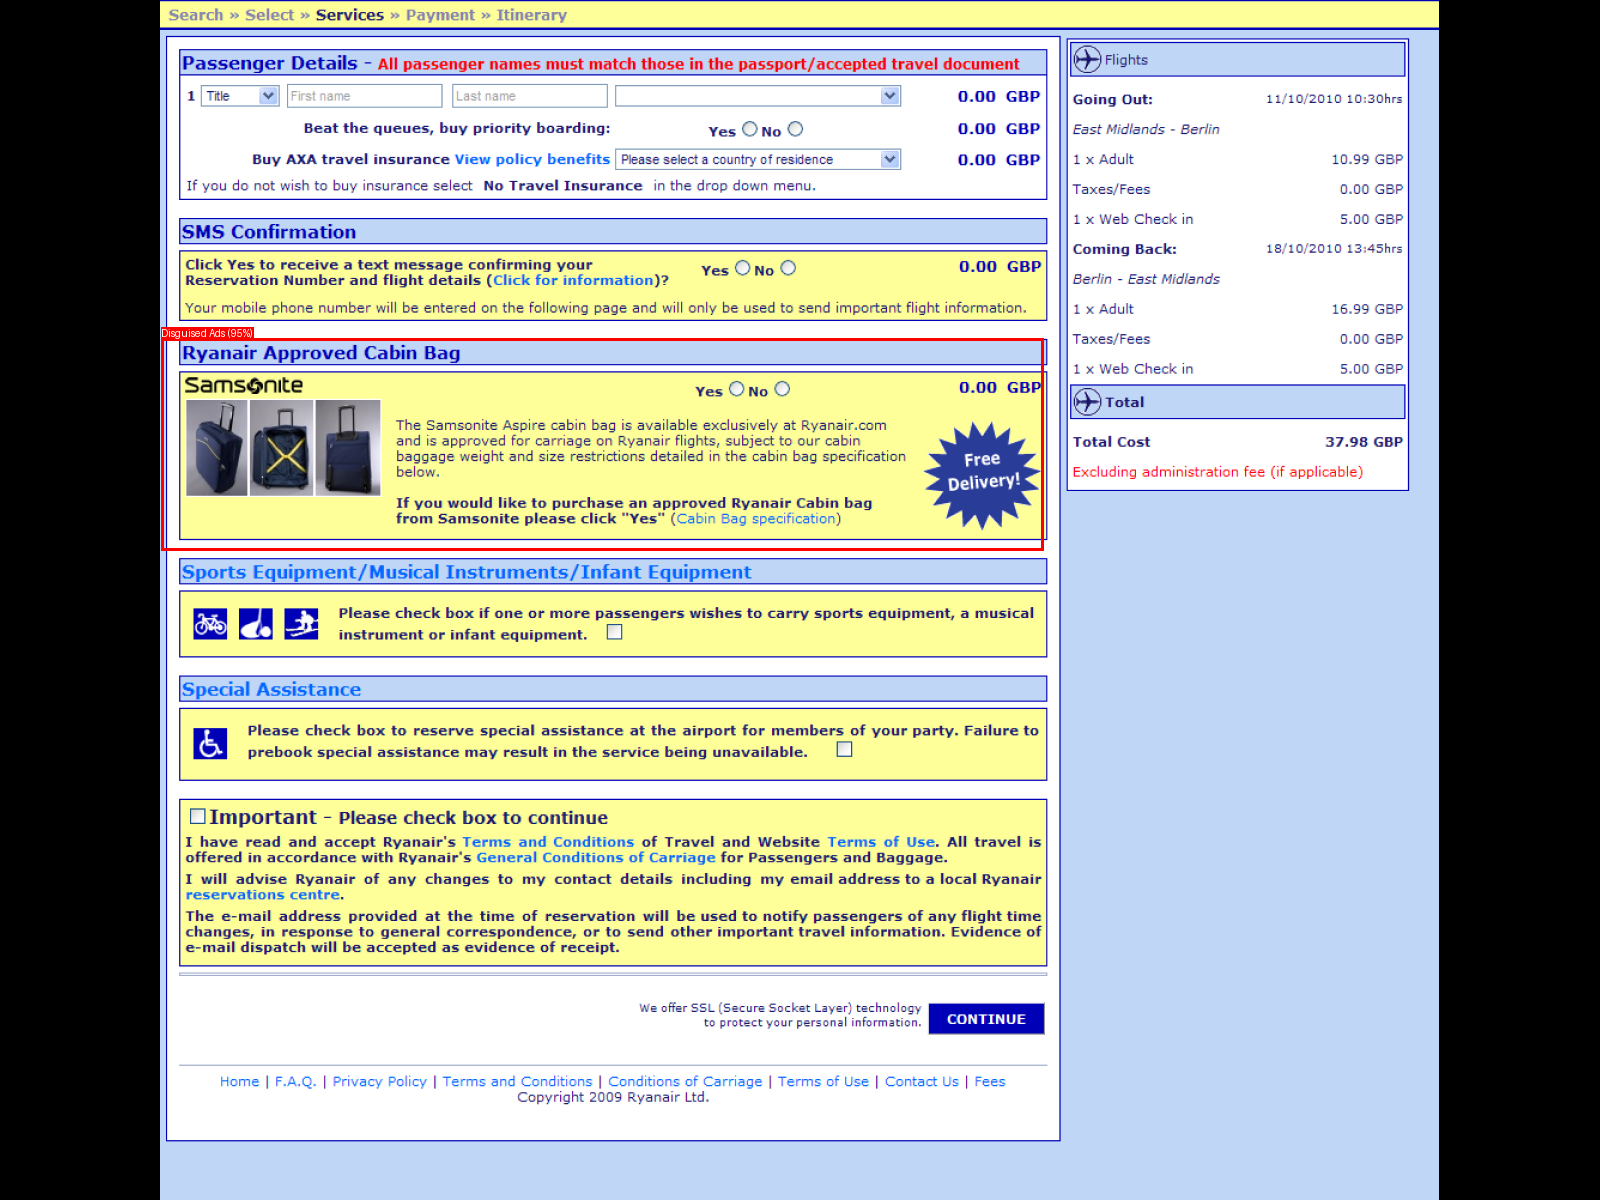 Search » Select » Services » Payment » Itinerary
Passenger Details - All passenger names must match those in the passport/accepted travel document
1 Title First name Last name 0.00 GBP
Beat the queues, buy priority boarding: Yes No 0.00 GBP
Buy AXA travel insurance View policy benefits Please select a country of residence 0.00 GBP
If you do not wish to buy insurance select No Travel Insurance in the drop down menu.
SMS Confirmation
Click Yes to receive a text message confirming your
Reservation Number and flight details (Click for information)?
Yes No 0.00 GBP
Your mobile phone number will be entered on the following page and will only be used to send important flight information.
Disguised Ads (95%)
Ryanair Approved Cabin Bag
Samsonite
Yes No 0.00 GBP
The Samsonite Aspire cabin bag is available exclusively at Ryanair.com
and is approved for carriage on Ryanair flights, subject to our cabin
baggage weight and size restrictions detailed in the cabin bag specification
below.
If you would like to purchase an approved Ryanair Cabin bag
from Samsonite please click "Yes" (Cabin Bag specification)
Free
Delivery!
Sports Equipment/Musical Instruments/Infant Equipment
Please check box if one or more passengers wishes to carry sports equipment, a musical
instrument or infant equipment.
Special Assistance
Please check box to reserve special assistance at the airport for members of your party. Failure to
prebook special assistance may result in the service being unavailable.
Important - Please check box to continue
I have read and accept Ryanair's Terms and Conditions of Travel and Website Terms of Use. All travel is
offered in accordance with Ryanair's General Conditions of Carriage for Passengers and Baggage.
I will advise Ryanair of any changes to my contact details including my email address to a local Ryanair
reservations centre.
The e-mail address provided at the time of reservation will be used to notify passengers of any flight time
changes, in response to general correspondence, or to send other important travel information. Evidence of
e-mail dispatch will be accepted as evidence of receipt.
We offer SSL (Secure Socket Layer) technology
to protect your personal information.
CONTINUE
Home | F.A.Q. | Privacy Policy | Terms and Conditions | Conditions of Carriage | Terms of Use | Contact Us | Fees
Copyright 2009 Ryanair Ltd.
Flights
Going Out: 11/10/2010 10:30hrs
East Midlands - Berlin
1 x Adult 10.99 GBP
Taxes/Fees 0.00 GBP
1 x Web Check in 5.00 GBP
Coming Back: 18/10/2010 13:45hrs
Berlin - East Midlands
1 x Adult 16.99 GBP
Taxes/Fees 0.00 GBP
1 x Web Check in 5.00 GBP
Total
Total Cost 37.98 GBP
Excluding administration fee (if applicable)